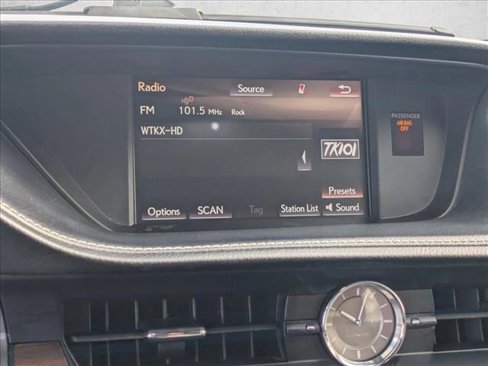 Radio
Source
FM 101.5 MHz Rock
WTKX-HD
TK101
Presets
Options SCAN Tag Station List Sound
PASSENGER
AIR BAG
OFF